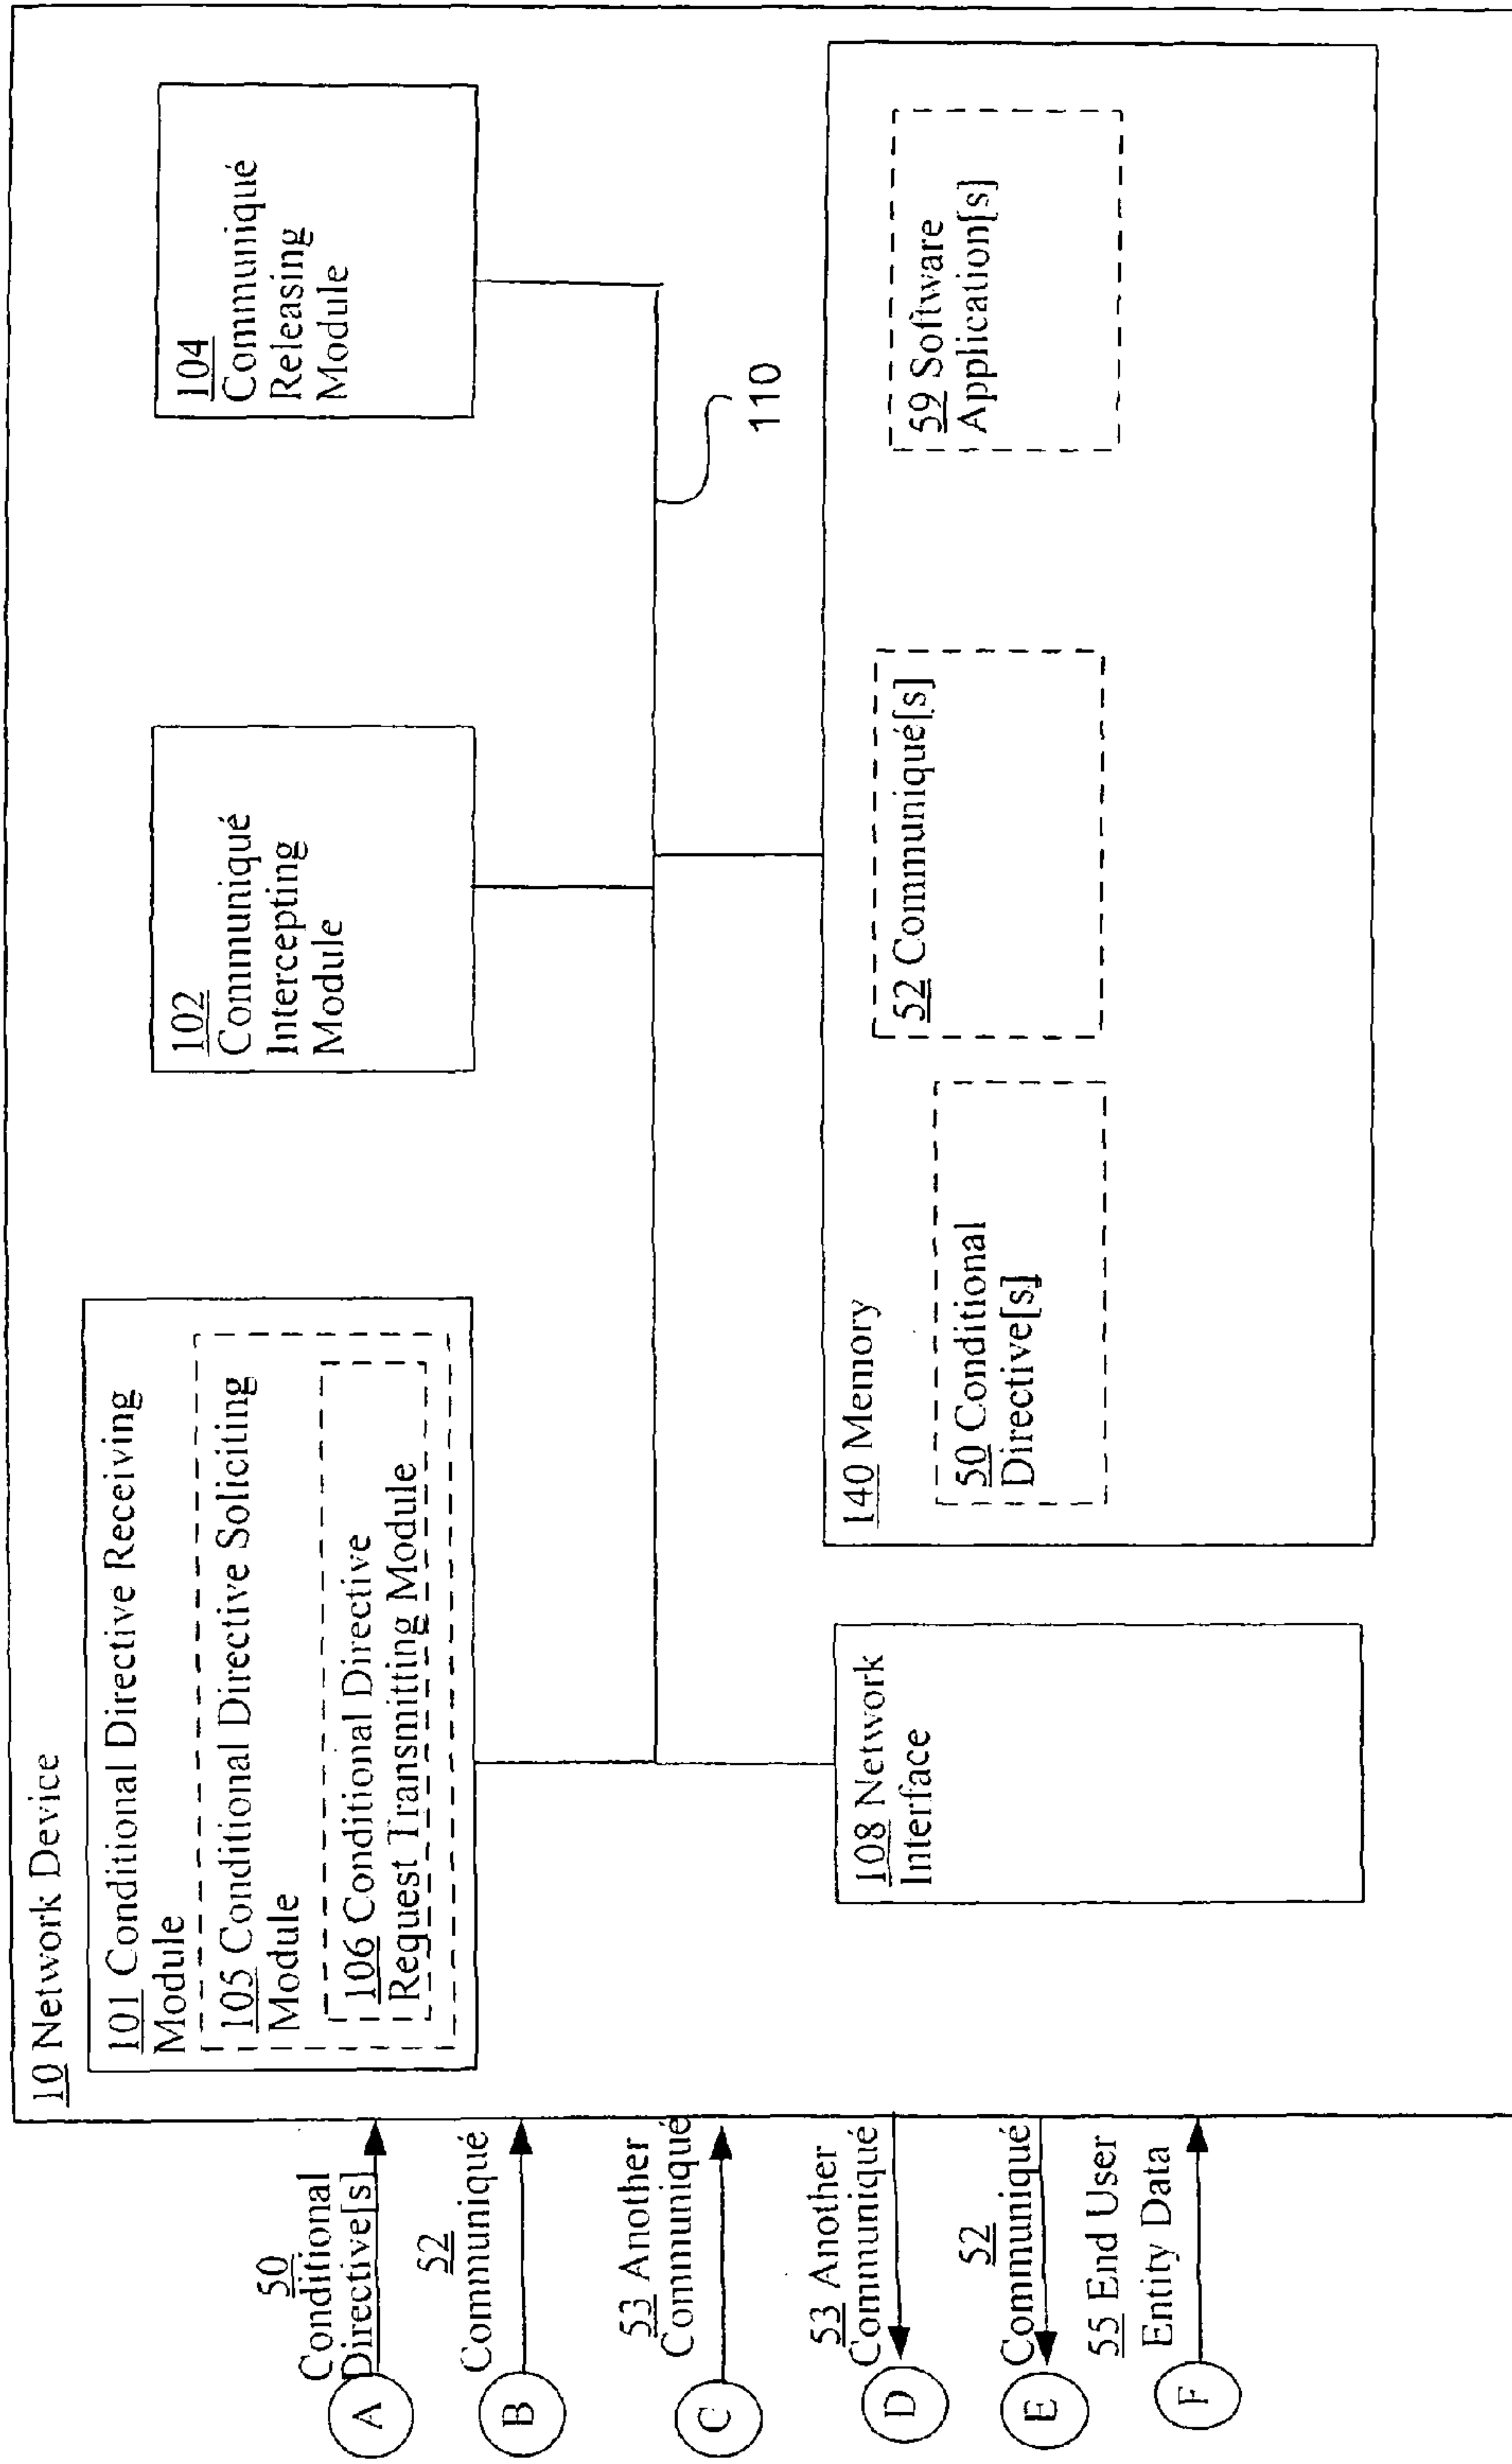 10 Network Device
101 Conditional Directive Receiving
Module
105 Conditional Directive Soliciting
Module
106 Conditional Directive
Request Transmitting Module
102
Communiqué
Intercepting
Module
104
Communiqué
Releasing
Module
110
108 Network
Interface
140 Memory
50 Conditional
Directive[s]
52 Communiqué[s]
59 Software
Application[s]
50
Conditional
Directive[s]
A
52
Communiqué
B
53 Another
Communiqué
C
53 Another
Communiqué
D
52
Communiqué
E
55 End User
Entity Data
F